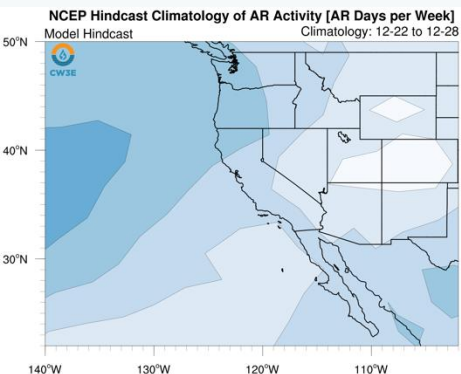 NCEP Hindcast Climatology of AR Activity [AR Days per Week]
Model Hindcast
Climatology: 12-22 to 12-28
CW3E
50°N
40°N
30°N
140°W
130°W
120°W
110°W